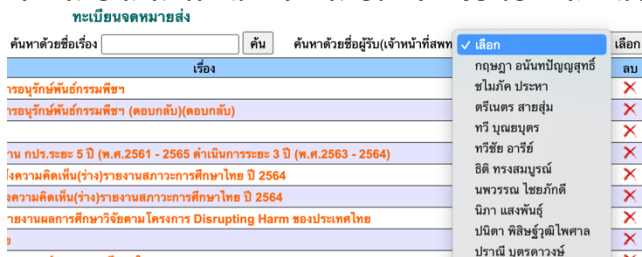 ทะเบียนจดหมายส่ง
ค้นหาด้วยชื่อเรื่อง ค้น ค้นหาด้วยชื่อผู้รับ(เจ้าหน้าที่สพท ✓ เลือก เลือก
เรื่อง ลบ
กฤษฎา อนันทปัญญสุทธิ์
ารอนุรักษ์พันธ์กรรมพืชฯ
ชไมภัค ประหา
ารอนุรักษ์พันธ์กรรมพืชฯ (ตอบกลับ)(ตอบกลับ)
ตรีเนตร สายสุ่ม
ทวี บุณยบุตร
งาน กปร.ระยะ 5 ปี (พ.ศ.2561 - 2565 ดำเนินการระยะ 3 ปี (พ.ศ.2563 - 2564)
ทวีชัย อารีย์
ังความคิดเห็น(ร่าง)รายงานสภาวะการศึกษาไทย ปี 2564
ธิติ ทรงสมบูรณ์
งความคิดเห็น(ร่าง)รายงานสภาวะการศึกษาไทย ปี 2564
นพวรรณ ไชยภักดี
ายงานผลการศึกษาวิจัยตามโครงการ Disrupting Harm ของประเทศไทย
นิภา แสงพันธุ์
ปนิตา พิสิษฐ์วุฒิไพศาล
ปราณี บุตรดาวงษ์